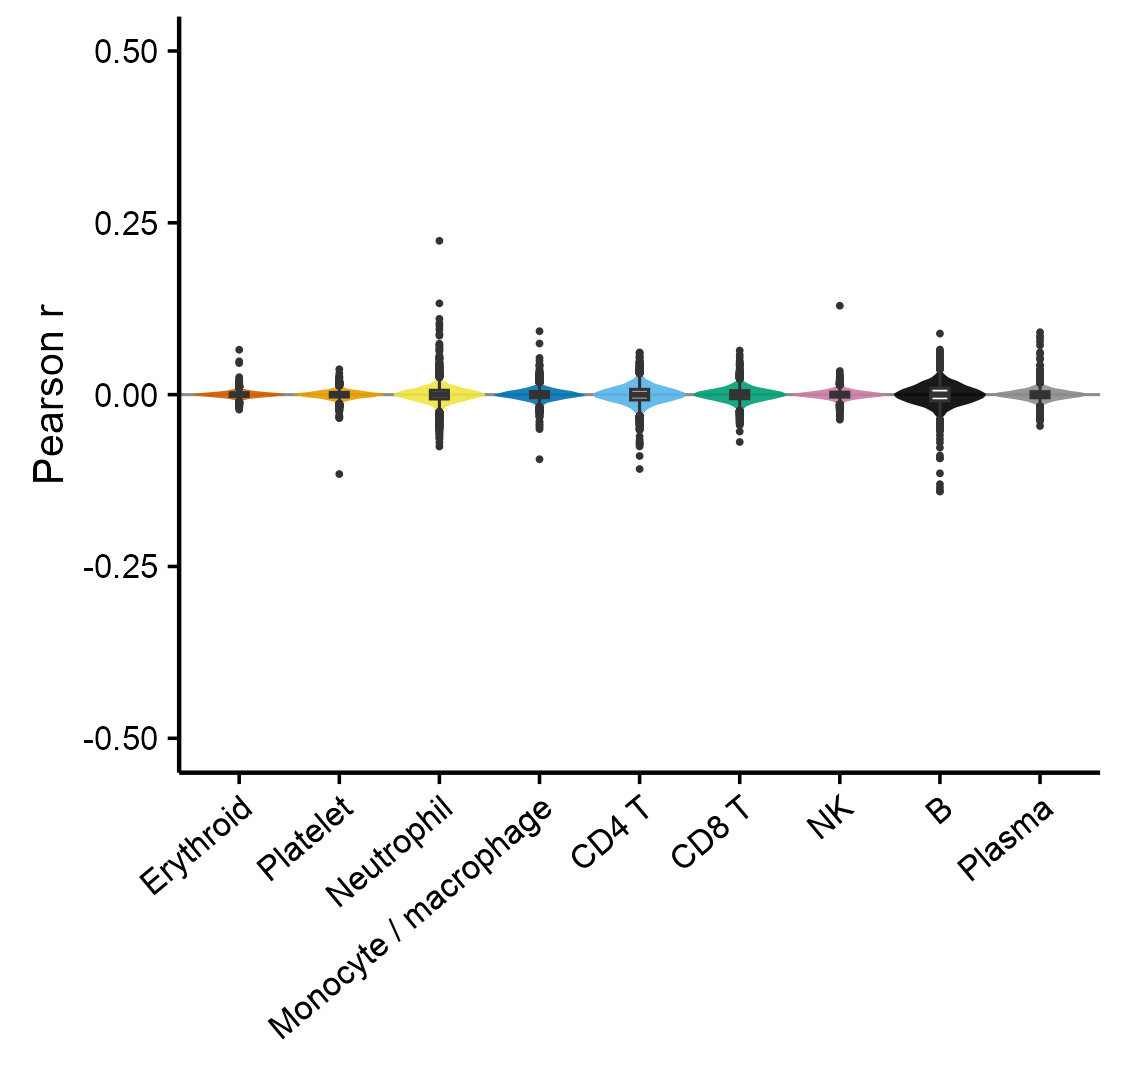 Pearson r
0.50
0.25
0.00
-0.25
-0.50
Erythroid
Platelet
Neutrophil
Monocyte / macrophage
CD4 T
CD8 T
NK
B
Plasma